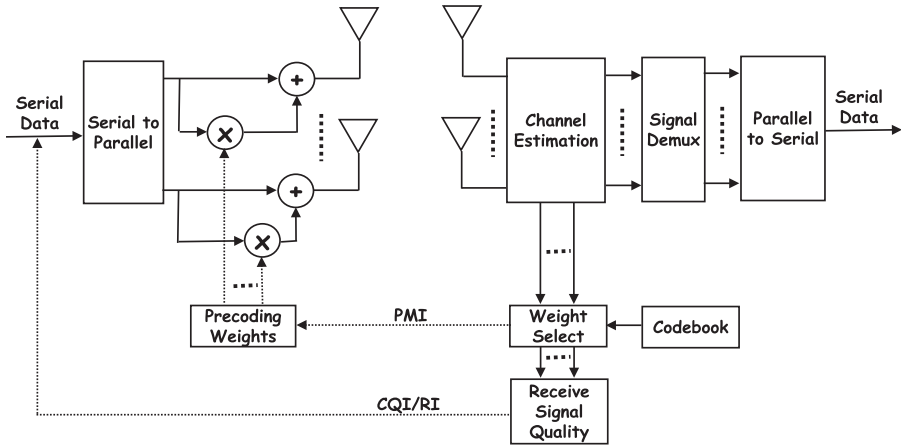 Serial
Data
Serial to
Parallel
+
×
+
×
Channel
Estimation
Signal
Demux
Parallel
to Serial
Serial
Data
Precoding
Weights
PMI
Weight
Select
Codebook
CQI/RI
Receive
Signal
Quality